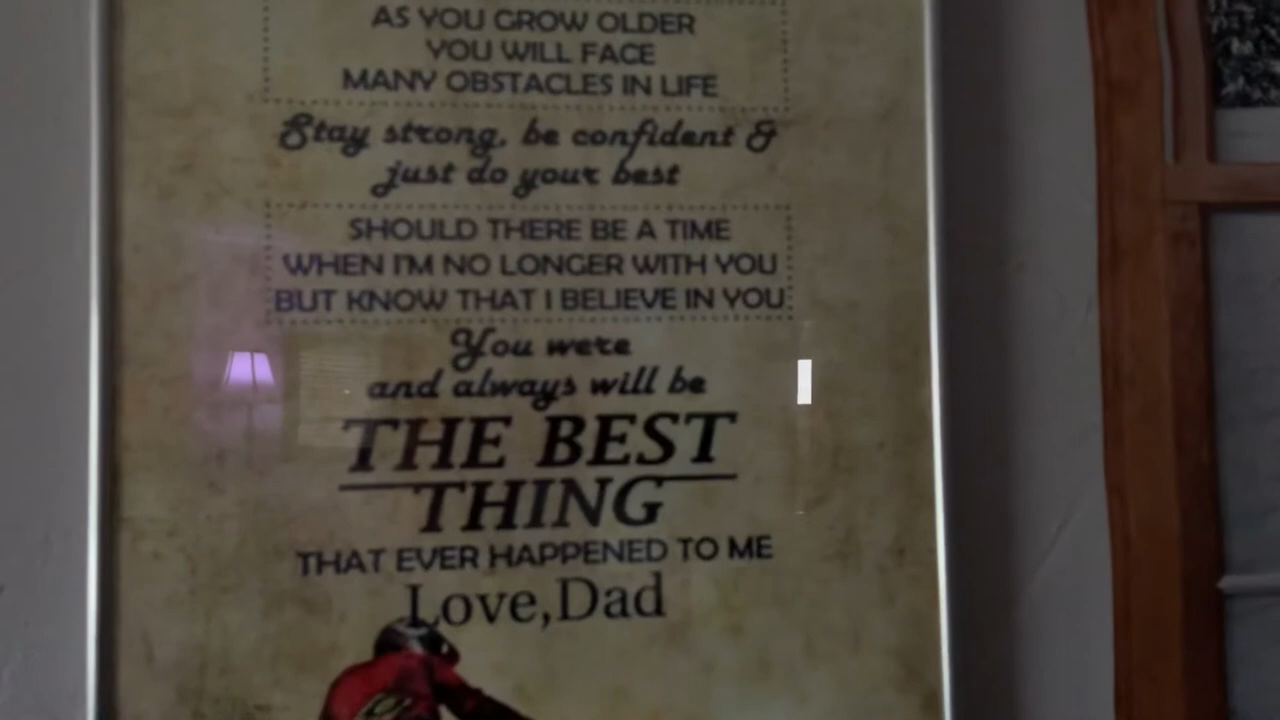 AS YOU GROW OLDER
YOU WILL FACE
MANY OBSTACLES IN LIFE
Stay strong, be confident &
just do your best
SHOULD THERE BE A TIME
WHEN I'M NO LONGER WITH YOU
BUT KNOW THAT I BELIEVE IN YOU
You were
and always will be
THE BEST
THING
THAT EVER HAPPENED TO ME
Love,Dad